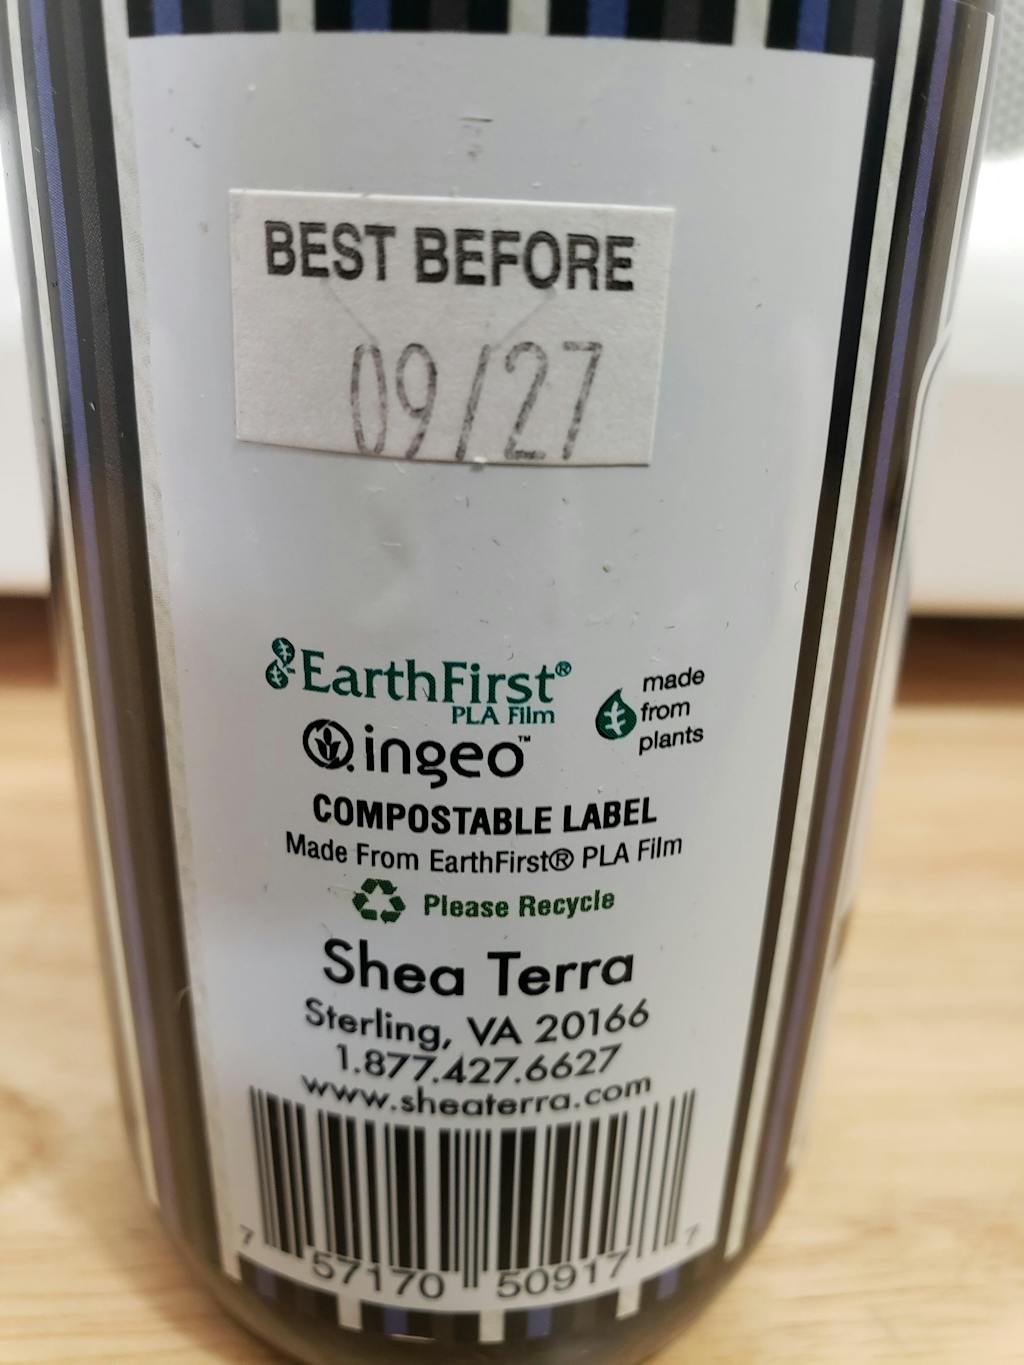 BEST BEFORE
09/27
EarthFirst®
PLA Film
made
from
plants
ingeo™
COMPOSTABLE LABEL
Made From EarthFirst® PLA Film
Please Recycle
Shea Terra
Sterling, VA 20166
1.877.427.6627
www.sheaterra.com
7 57170 50917 7